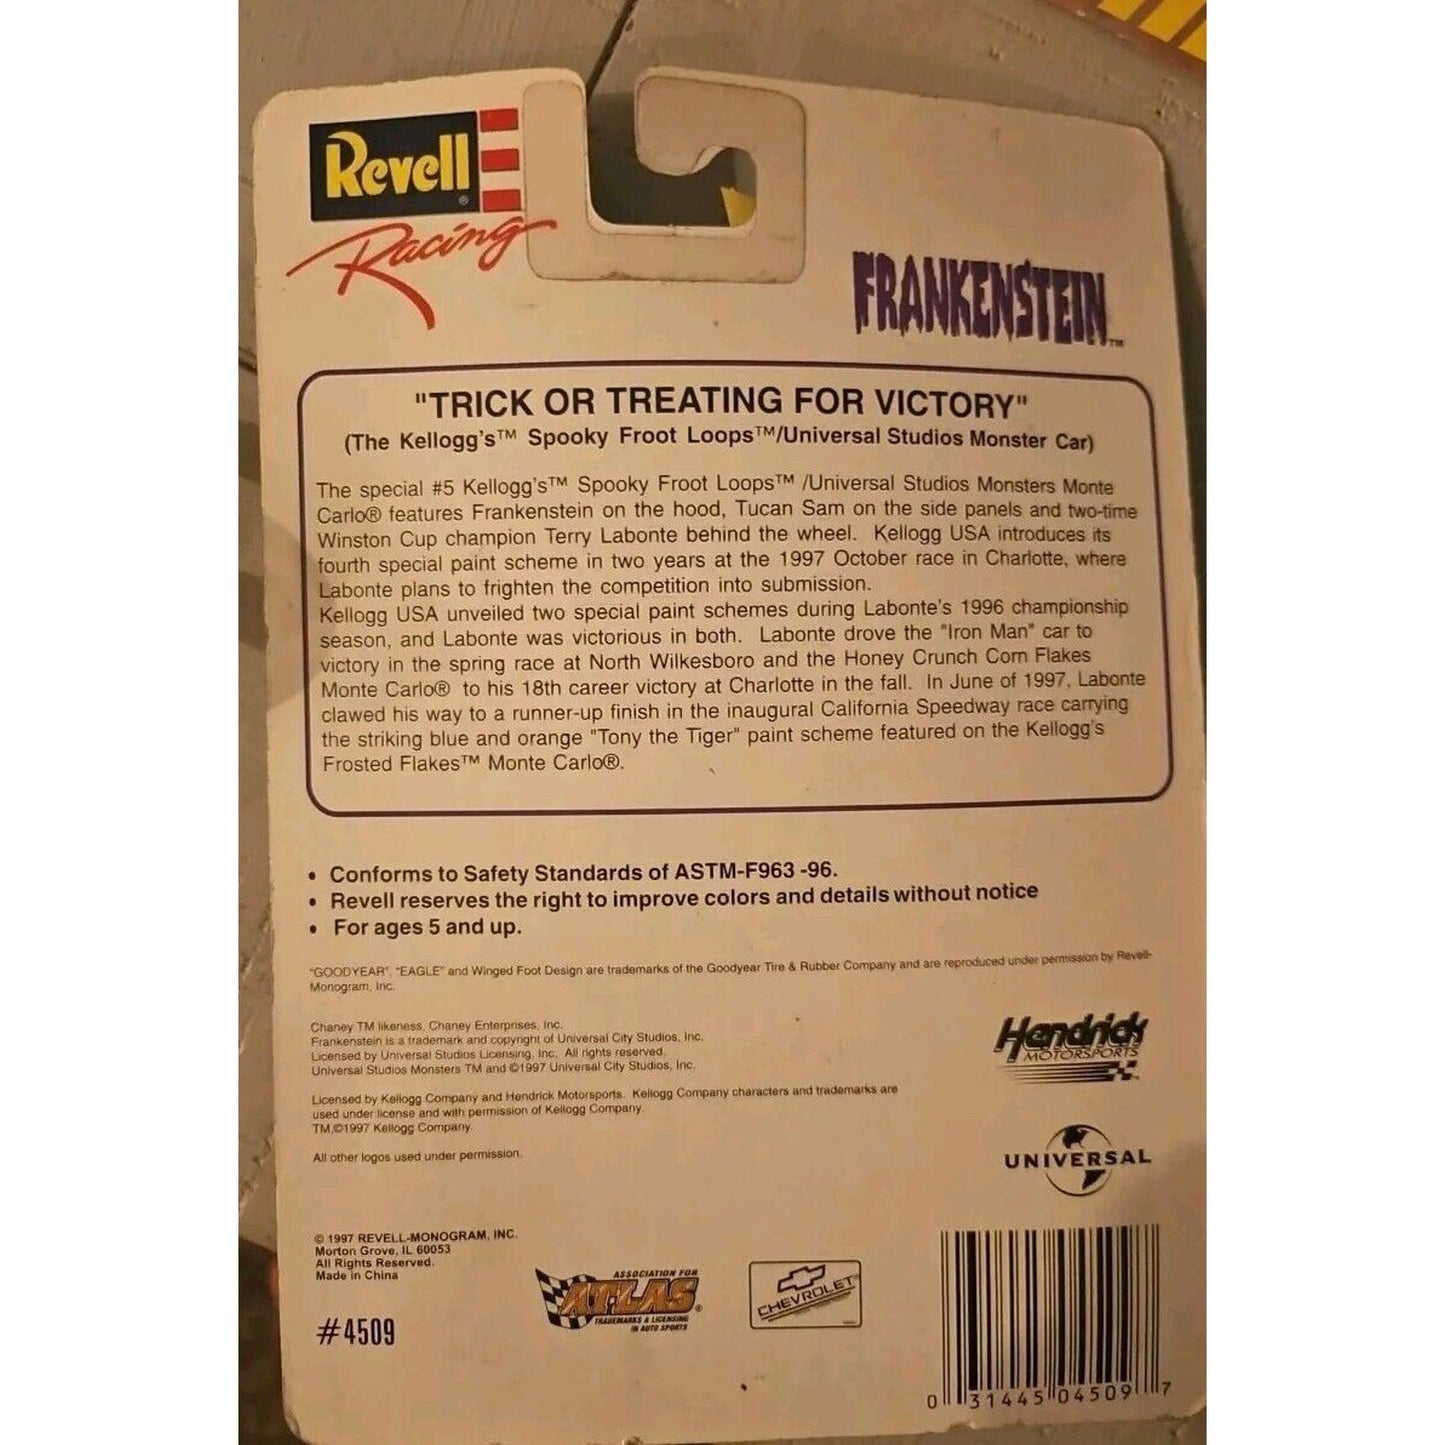 Revell®
Racing
FRANKENSTEIN™
"TRICK OR TREATING FOR VICTORY"
(The Kellogg's™ Spooky Froot Loops™/Universal Studios Monster Car)
The special #5 Kellogg's™ Spooky Froot Loops™ /Universal Studios Monsters Monte
Carlo® features Frankenstein on the hood, Tucan Sam on the side panels and two-time
Winston Cup champion Terry Labonte behind the wheel. Kellogg USA introduces its
fourth special paint scheme in two years at the 1997 October race in Charlotte, where
Labonte plans to frighten the competition into submission.
Kellogg USA unveiled two special paint schemes during Labonte's 1996 championship
season, and Labonte was victorious in both. Labonte drove the "Iron Man" car to
victory in the spring race at North Wilkesboro and the Honey Crunch Corn Flakes
Monte Carlo® to his 18th career victory at Charlotte in the fall. In June of 1997, Labonte
clawed his way to a runner-up finish in the inaugural California Speedway race carrying
the striking blue and orange "Tony the Tiger" paint scheme featured on the Kellogg's
Frosted Flakes™ Monte Carlo®.
• Conforms to Safety Standards of ASTM-F963 -96.
• Revell reserves the right to improve colors and details without notice
• For ages 5 and up.
"GOODYEAR", "EAGLE" and Winged Foot Design are trademarks of the Goodyear Tire & Rubber Company and are reproduced under permission by Revell-
Monogram, Inc.
Chaney TM likeness, Chaney Enterprises, Inc.
Frankenstein is a trademark and copyright of Universal City Studios, Inc.
Licensed by Universal Studios Licensing, Inc. All rights reserved.
Universal Studios Monsters TM and ©1997 Universal City Studios, Inc.
Licensed by Kellogg Company and Hendrick Motorsports. Kellogg Company characters and trademarks are
used under license and with permission of Kellogg Company.
TM,©1997 Kellogg Company.
All other logos used under permission.
Hendrick
MOTORSPORTS
UNIVERSAL
© 1997 REVELL-MONOGRAM, INC.
Morton Grove, IL 60053
All Rights Reserved.
Made in China
#4509
ASSOCIATION FOR
ATLAS®
TRADEMARKS & LICENSING
IN AUTO SPORTS
CHEVROLET
0 31445 04509 7